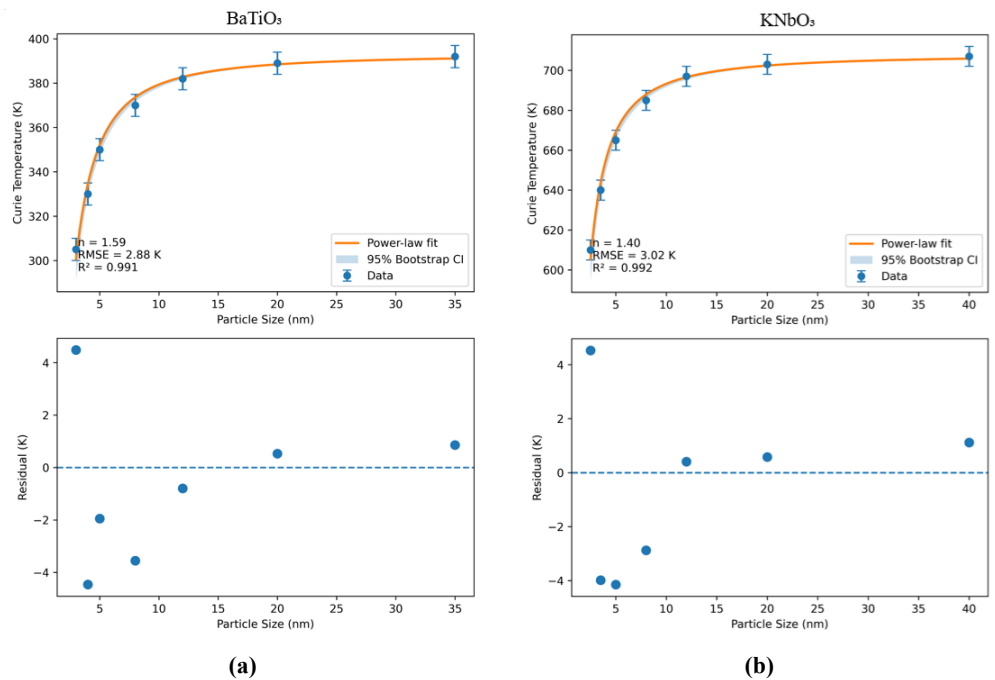 BaTiO₃
400
380
360
340
320
300
Curie Temperature (K)
n = 1.59
RMSE = 2.88 K
R² = 0.991
Power-law fit
95% Bootstrap CI
Data
5 10 15 20 25 30 35
Particle Size (nm)
KNbO₃
700
680
660
640
620
600
Curie Temperature (K)
n = 1.40
RMSE = 3.02 K
R² = 0.992
Power-law fit
95% Bootstrap CI
Data
5 10 15 20 25 30 35 40
Particle Size (nm)
4
2
0
−2
−4
Residual (K)
5 10 15 20 25 30 35
Particle Size (nm)
4
2
0
−2
−4
Residual (K)
5 10 15 20 25 30 35 40
Particle Size (nm)
(a)
(b)